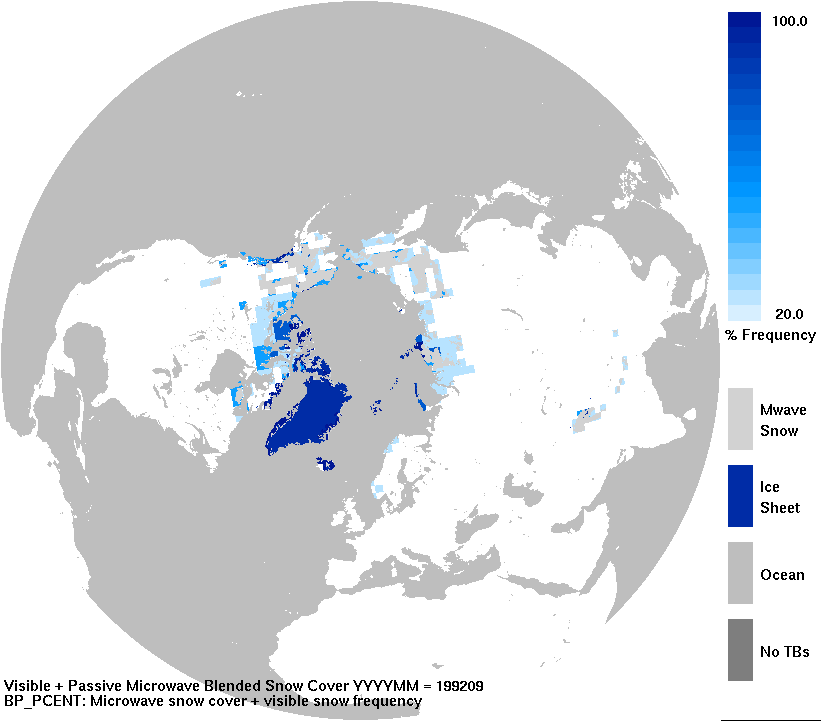 100.0
20.0
% Frequency
Mwave
Snow
Ice
Sheet
Ocean
No TBs
Visible + Passive Microwave Blended Snow Cover YYYYMM = 199209
BP_PCENT: Microwave snow cover + visible snow frequency